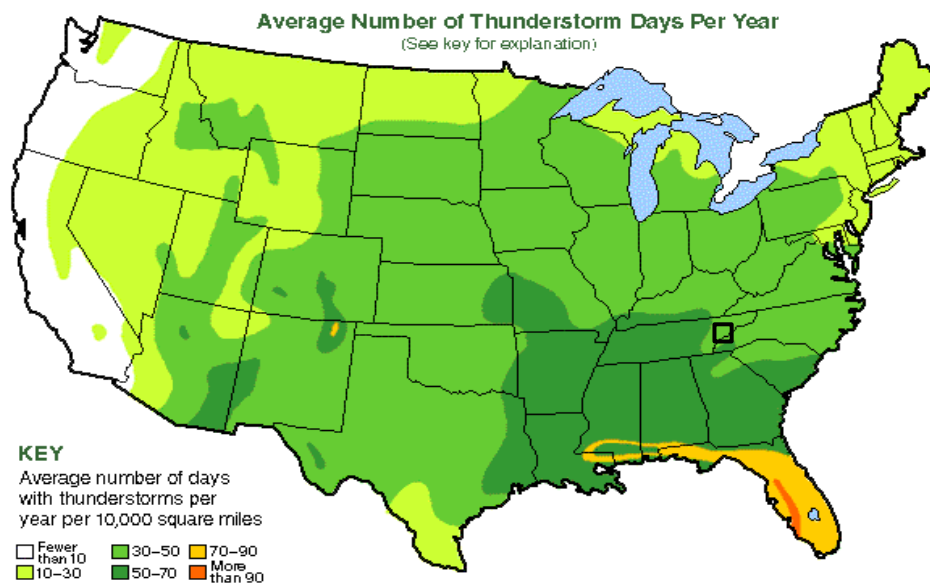 Average Number of Thunderstorm Days Per Year
(See key for explanation)
KEY
Average number of days
with thunderstorms per
year per 10,000 square miles
Fewer than 10
30–50
70–90
10–30
50–70
More than 90